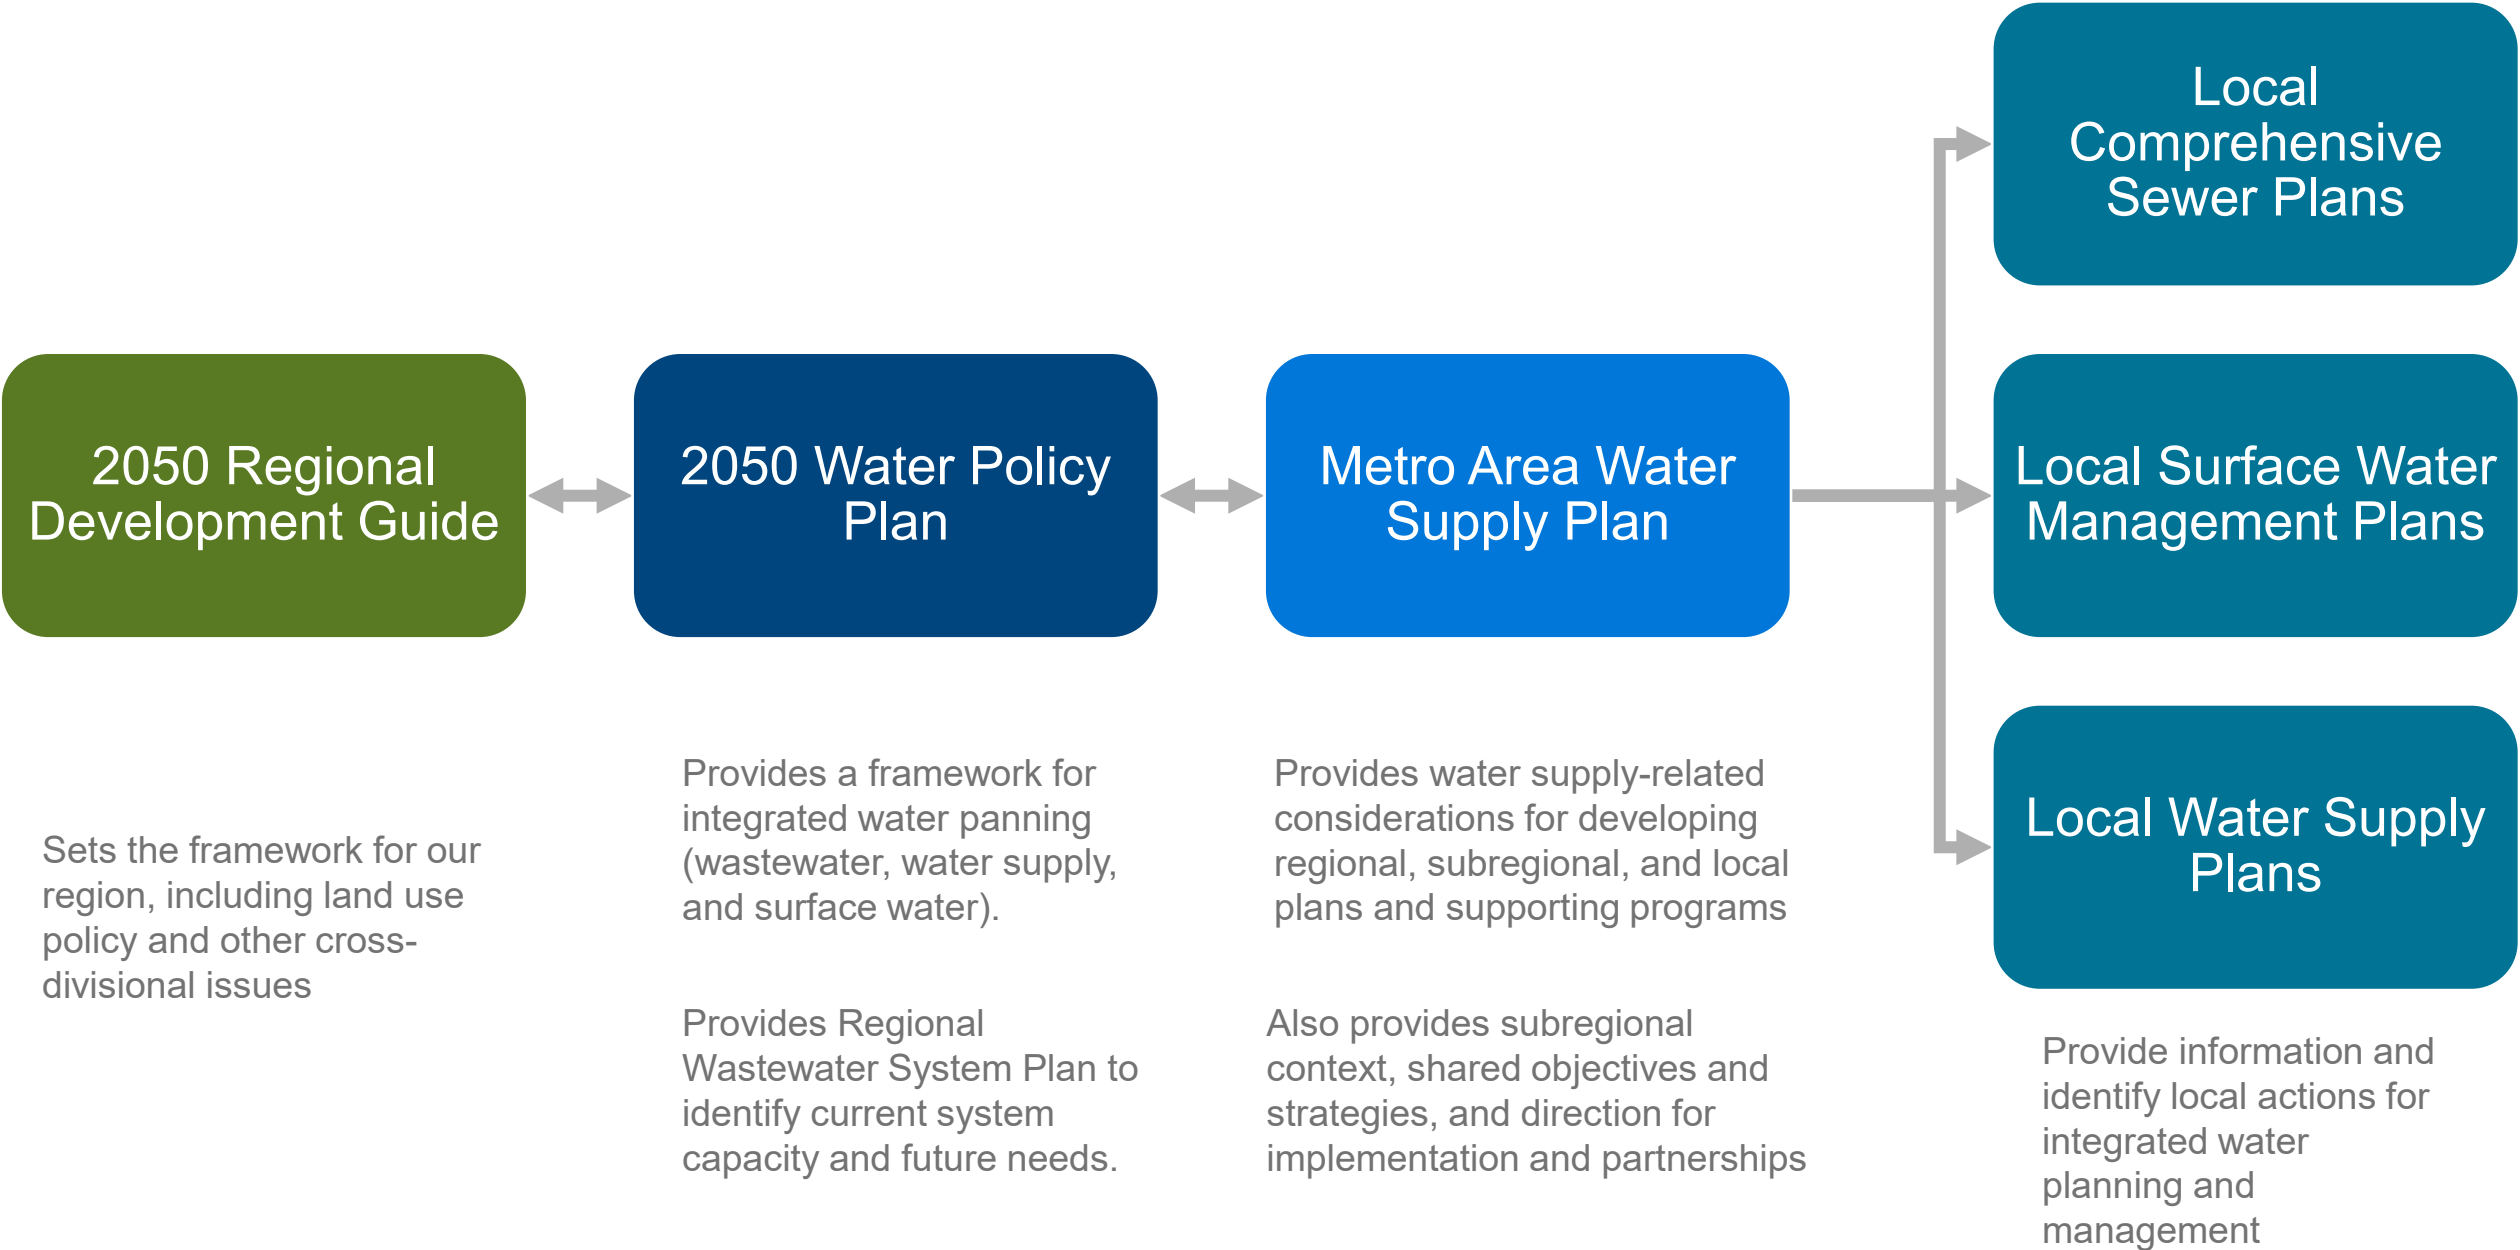 Local
Comprehensive
Sewer Plans
2050 Regional
Development Guide
2050 Water Policy
Plan
Metro Area Water
Supply Plan
Local Surface Water
Management Plans
Local Water Supply
Plans
Sets the framework for our
region, including land use
policy and other cross-
divisional issues
Provides a framework for
integrated water panning
(wastewater, water supply,
and surface water).
Provides Regional
Wastewater System Plan to
identify current system
capacity and future needs.
Provides water supply-related
considerations for developing
regional, subregional, and local
plans and supporting programs
Also provides subregional
context, shared objectives and
strategies, and direction for
implementation and partnerships
Provide information and
identify local actions for
integrated water
planning and
management